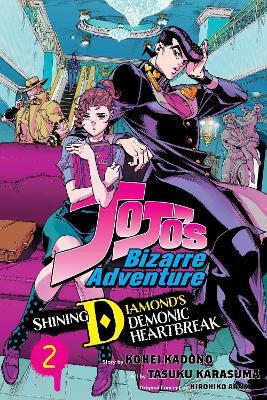 JOJO'S
Bizarre
Adventure
SHINING DIAMOND'S
DEMONIC
HEARTBREAK
2
Story by KOHEI KADONO
Art by TASUKU KARASUMA
Original Concept by HIROHIKO ARAKI